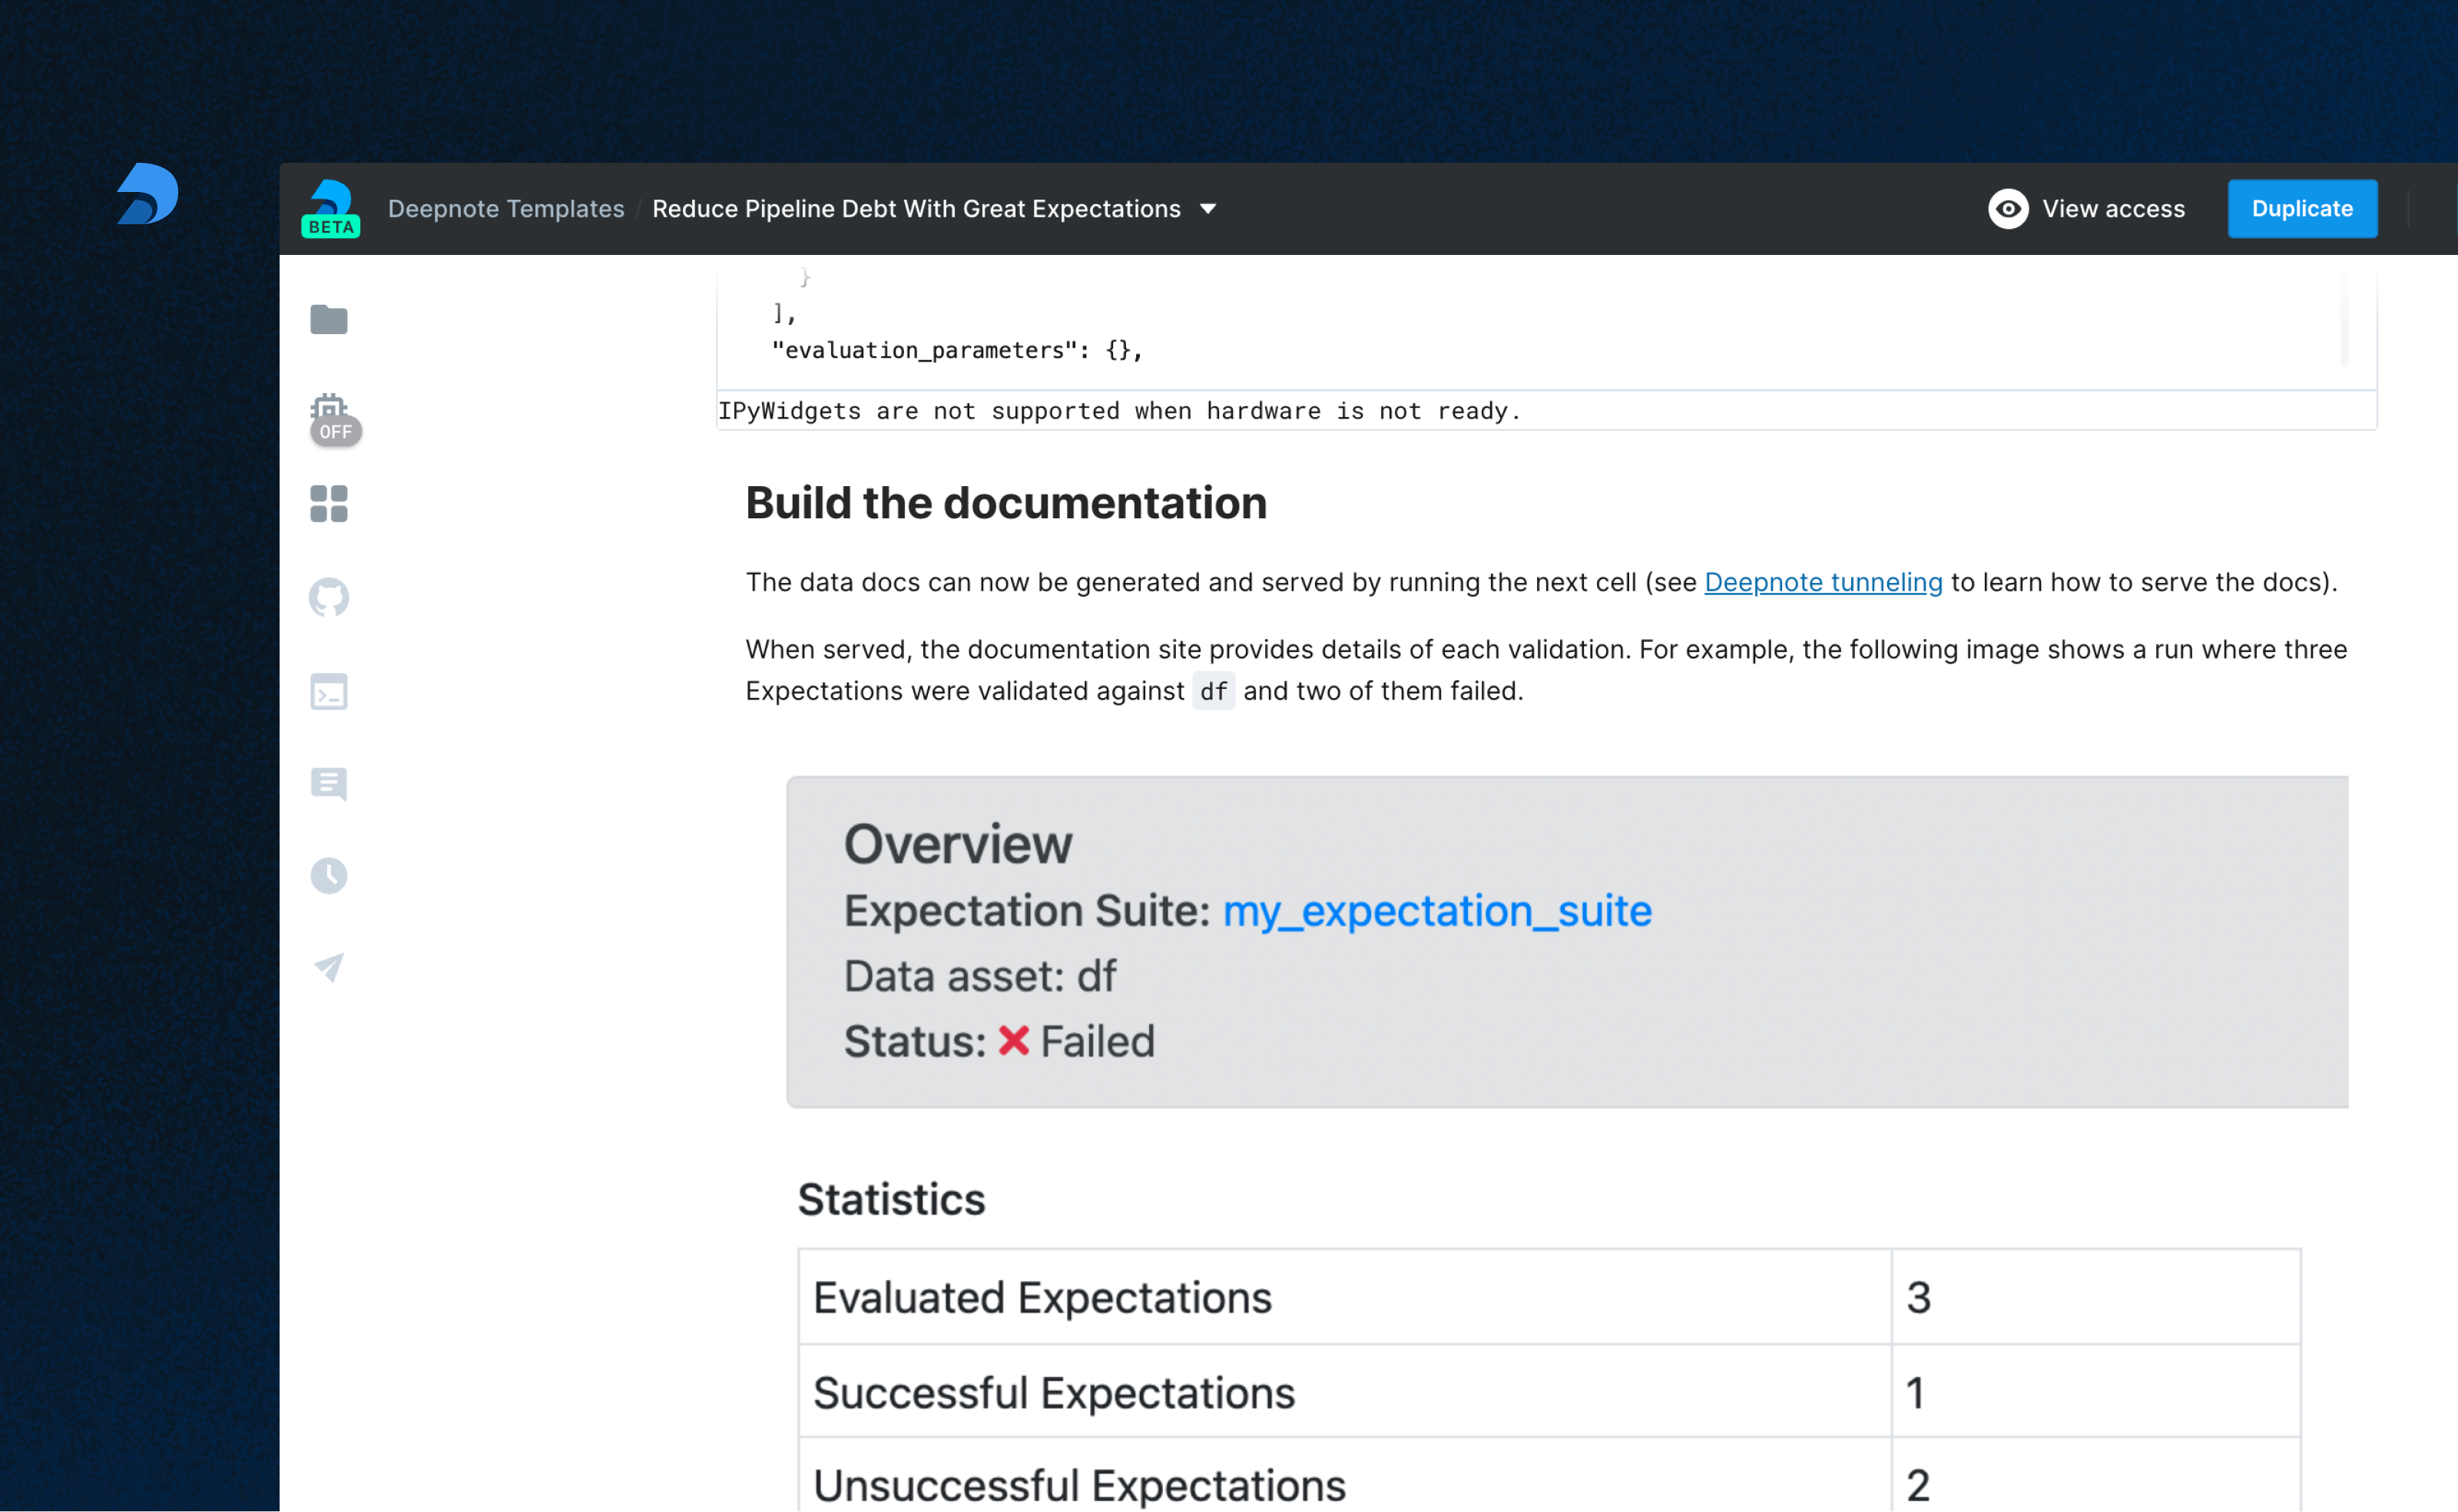 BETA
Deepnote Templates / Reduce Pipeline Debt With Great Expectations
View access
Duplicate
}
],
"evaluation_parameters": {},
IPyWidgets are not supported when hardware is not ready.
OFF
Build the documentation
The data docs can now be generated and served by running the next cell (see Deepnote tunneling to learn how to serve the docs).
When served, the documentation site provides details of each validation. For example, the following image shows a run where three
Expectations were validated against df and two of them failed.
Overview
Expectation Suite: my_expectation_suite
Data asset: df
Status: ❌ Failed
Statistics
Evaluated Expectations 3
Successful Expectations 1
Unsuccessful Expectations 2